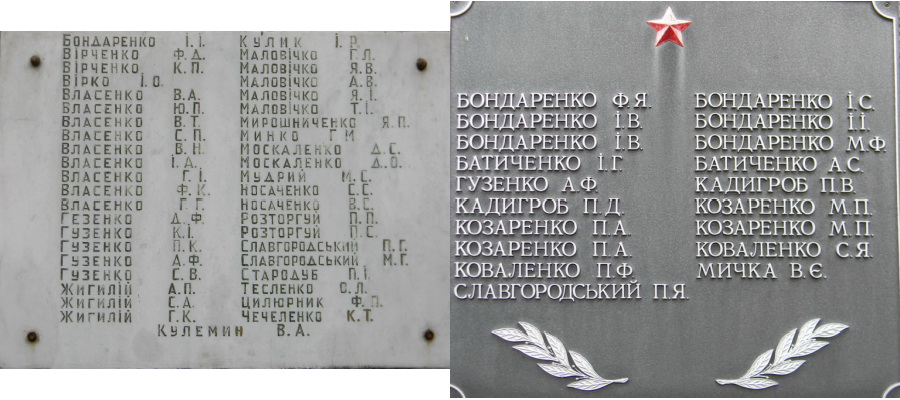 БОНДАРЕНКО І.І.
ВІРЧЕНКО Ф.Д.
ВІРЧЕНКО К.П.
ВІРКО І.О.
ВЛАСЕНКО В.А.
ВЛАСЕНКО Ю.П.
ВЛАСЕНКО В.Т.
ВЛАСЕНКО С.П.
ВЛАСЕНКО В.Н.
ВЛАСЕНКО І.Д.
ВЛАСЕНКО Г.І.
ВЛАСЕНКО Ф.К.
ВЛАСЕНКО Г.Г.
ГЕЗЕНКО Д.Ф.
ГУЗЕНКО К.І.
ГУЗЕНКО П.К.
ГУЗЕНКО А.Ф.
ГУЗЕНКО С.В.
ЖИГИЛІЙ А.П.
ЖИГИЛІЙ С.А.
ЖИГИЛІЙ Г.К.
КУЛИК І.Р.
МАЛОВІЧКО Г.Л.
МАЛОВІЧКО Я.В.
МАЛОВІЧКО А.В.
МАЛОВІЧКО Я.І.
МАЛОВІЧКО Т.І.
МИРОШНИЧЕНКО Я.П.
МИНКО Г.М
МОСКАЛЕНКО Д.С.
МОСКАЛЕНКО Д.О.
МУДРИЙ М.С.
НОСАЧЕНКО С.С.
НОСАЧЕНКО В.С.
РОЗТОРГУЙ П.П.
РОЗТОРГУЙ П.С.
СЛАВГОРОДСЬКИЙ П.Г.
СЛАВГОРОДСЬКИЙ М.Г.
СТАРОДУБ П.І.
ТЕСЛЕНКО О.Л.
ЦИЛЮРНИК Ф.П.
ЧЕЧЕЛЕНКО К.Т.
КУЛЕМИН В.А.
БОНДАРЕНКО Ф.Я.
БОНДАРЕНКО І.В.
БОНДАРЕНКО І.В.
БАТИЧЕНКО І.Г.
ГУЗЕНКО А.Ф.
КАДИГРОБ П.Д.
КОЗАРЕНКО П.А.
КОЗАРЕНКО П.А.
КОВАЛЕНКО П.Ф.
СЛАВГОРОДСЬКИЙ П.Я.
БОНДАРЕНКО І.С.
БОНДАРЕНКО І.І.
БОНДАРЕНКО М.Ф.
БАТИЧЕНКО А.С.
КАДИГРОБ П.В.
КОЗАРЕНКО М.П.
КОЗАРЕНКО М.П.
КОВАЛЕНКО С.Я.
МИЧКА В.Є.